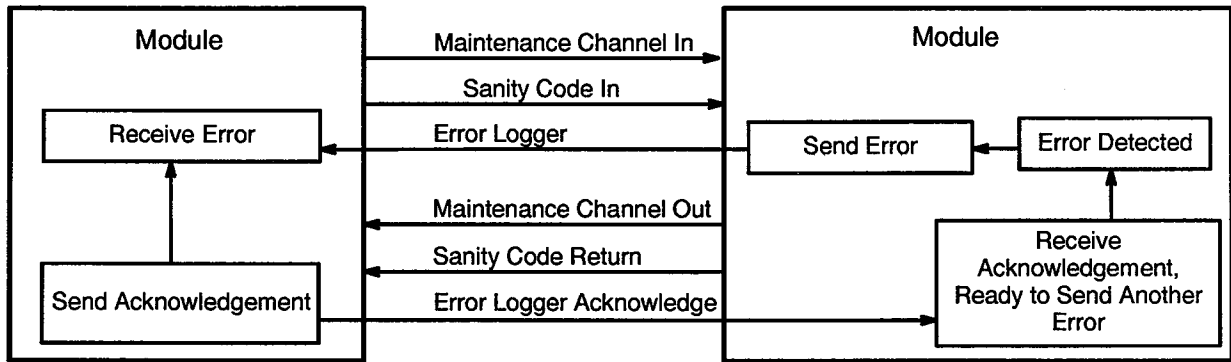 Module
Module
Maintenance Channel In
Sanity Code In
Receive Error
Error Logger
Send Error
Error Detected
Maintenance Channel Out
Sanity Code Return
Send Acknowledgement
Error Logger Acknowledge
Receive
Acknowledgement,
Ready to Send Another
Error